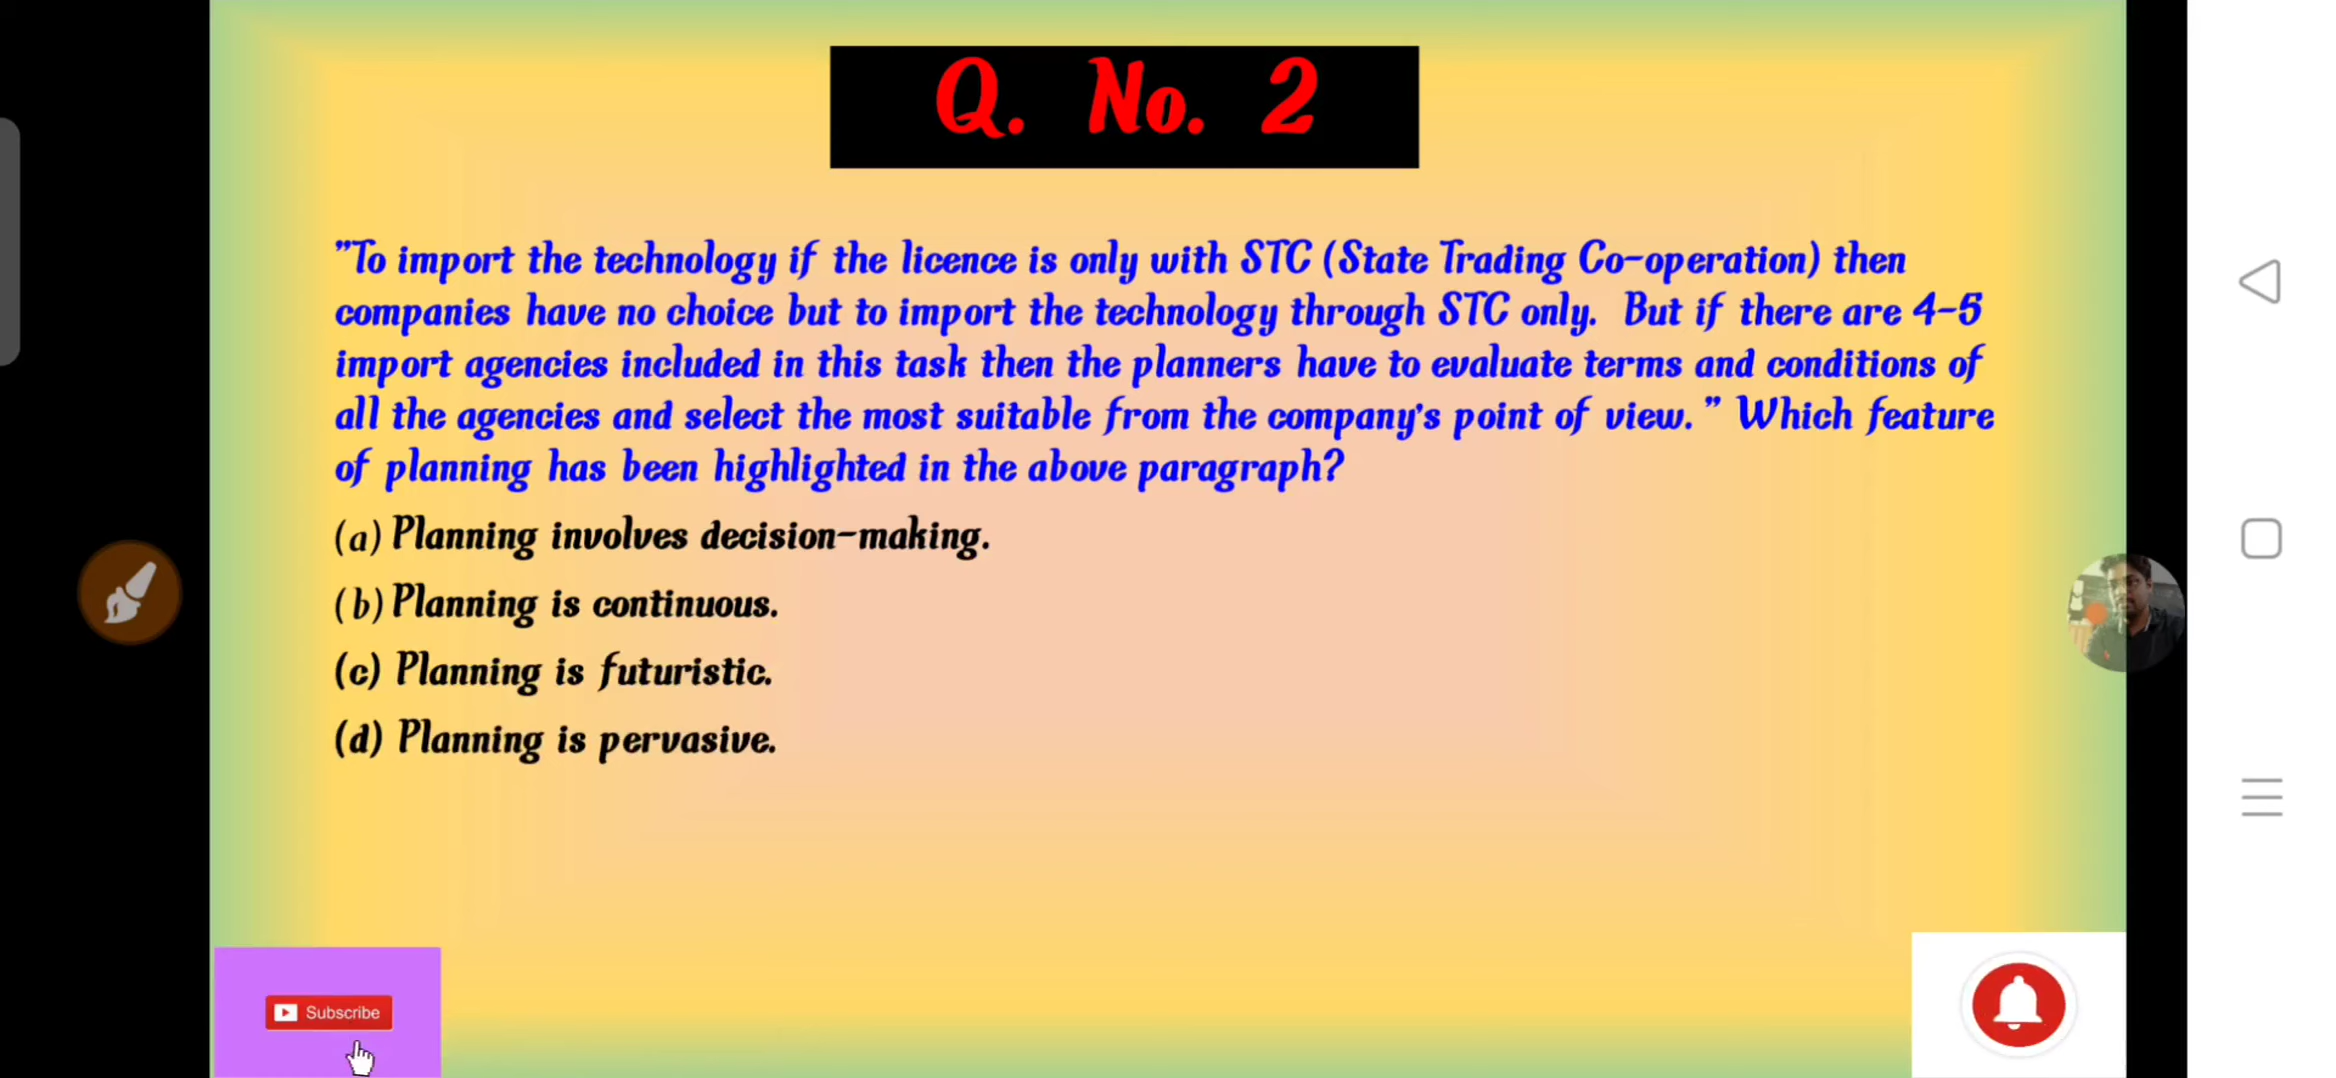 Q. No. 2
"To import the technology if the licence is only with STC (State Trading Co-operation) then
companies have no choice but to import the technology through STC only. But if there are 4-5
import agencies included in this task then the planners have to evaluate terms and conditions of
all the agencies and select the most suitable from the company's point of view." Which feature
of planning has been highlighted in the above paragraph?
(a) Planning involves decision-making.
(b) Planning is continuous.
(c) Planning is futuristic.
(d) Planning is pervasive.
Subscribe